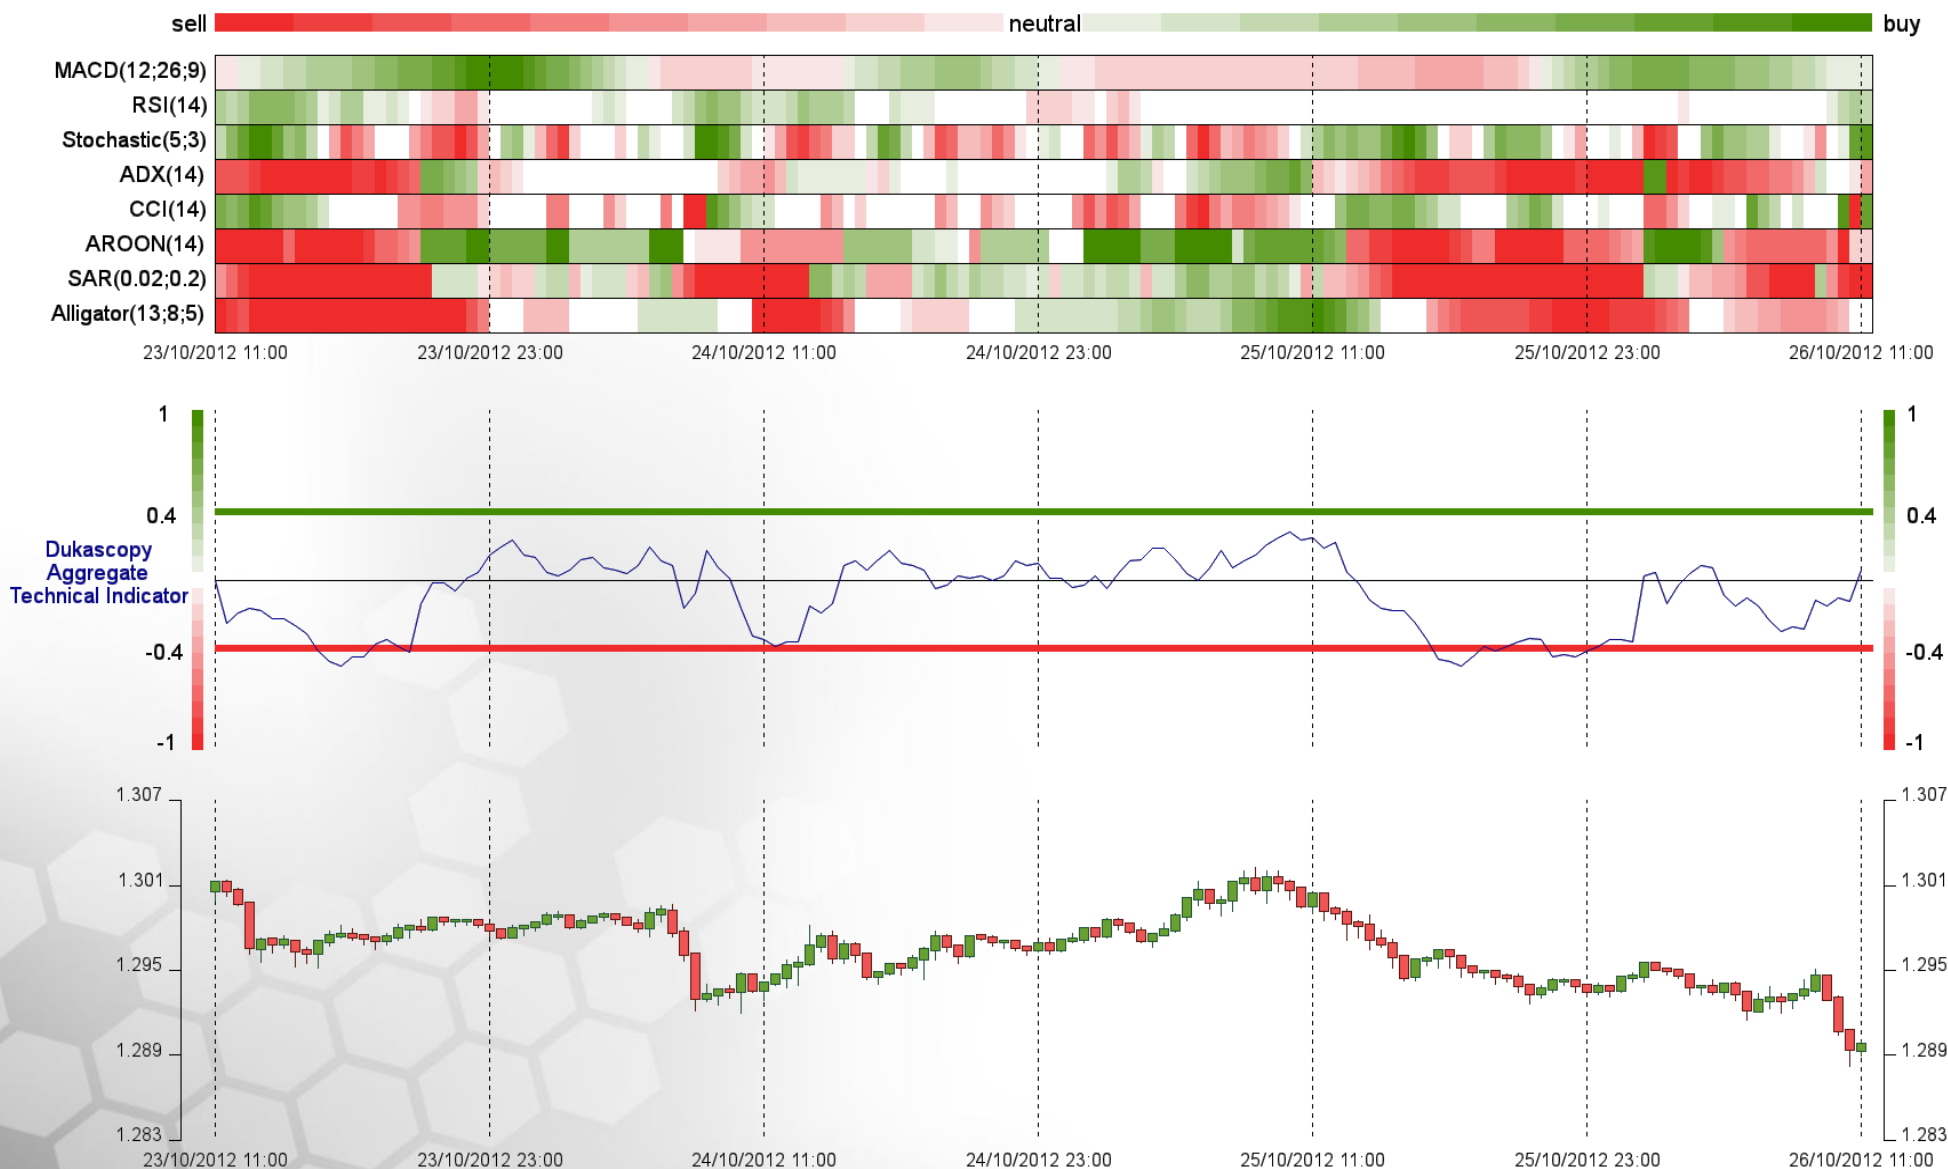 sell neutral buy
MACD(12;26;9)
RSI(14)
Stochastic(5;3)
ADX(14)
CCI(14)
AROON(14)
SAR(0.02;0.2)
Alligator(13;8;5)
23/10/2012 11:00 23/10/2012 23:00 24/10/2012 11:00 24/10/2012 23:00 25/10/2012 11:00 25/10/2012 23:00 26/10/2012 11:00
1 1
0.4 0.4
Dukascopy
Aggregate
Technical Indicator
-0.4 -0.4
-1 -1
1.307 1.307
1.301 1.301
1.295 1.295
1.289 1.289
1.283 1.283
23/10/2012 11:00 23/10/2012 23:00 24/10/2012 11:00 24/10/2012 23:00 25/10/2012 11:00 25/10/2012 23:00 26/10/2012 11:00